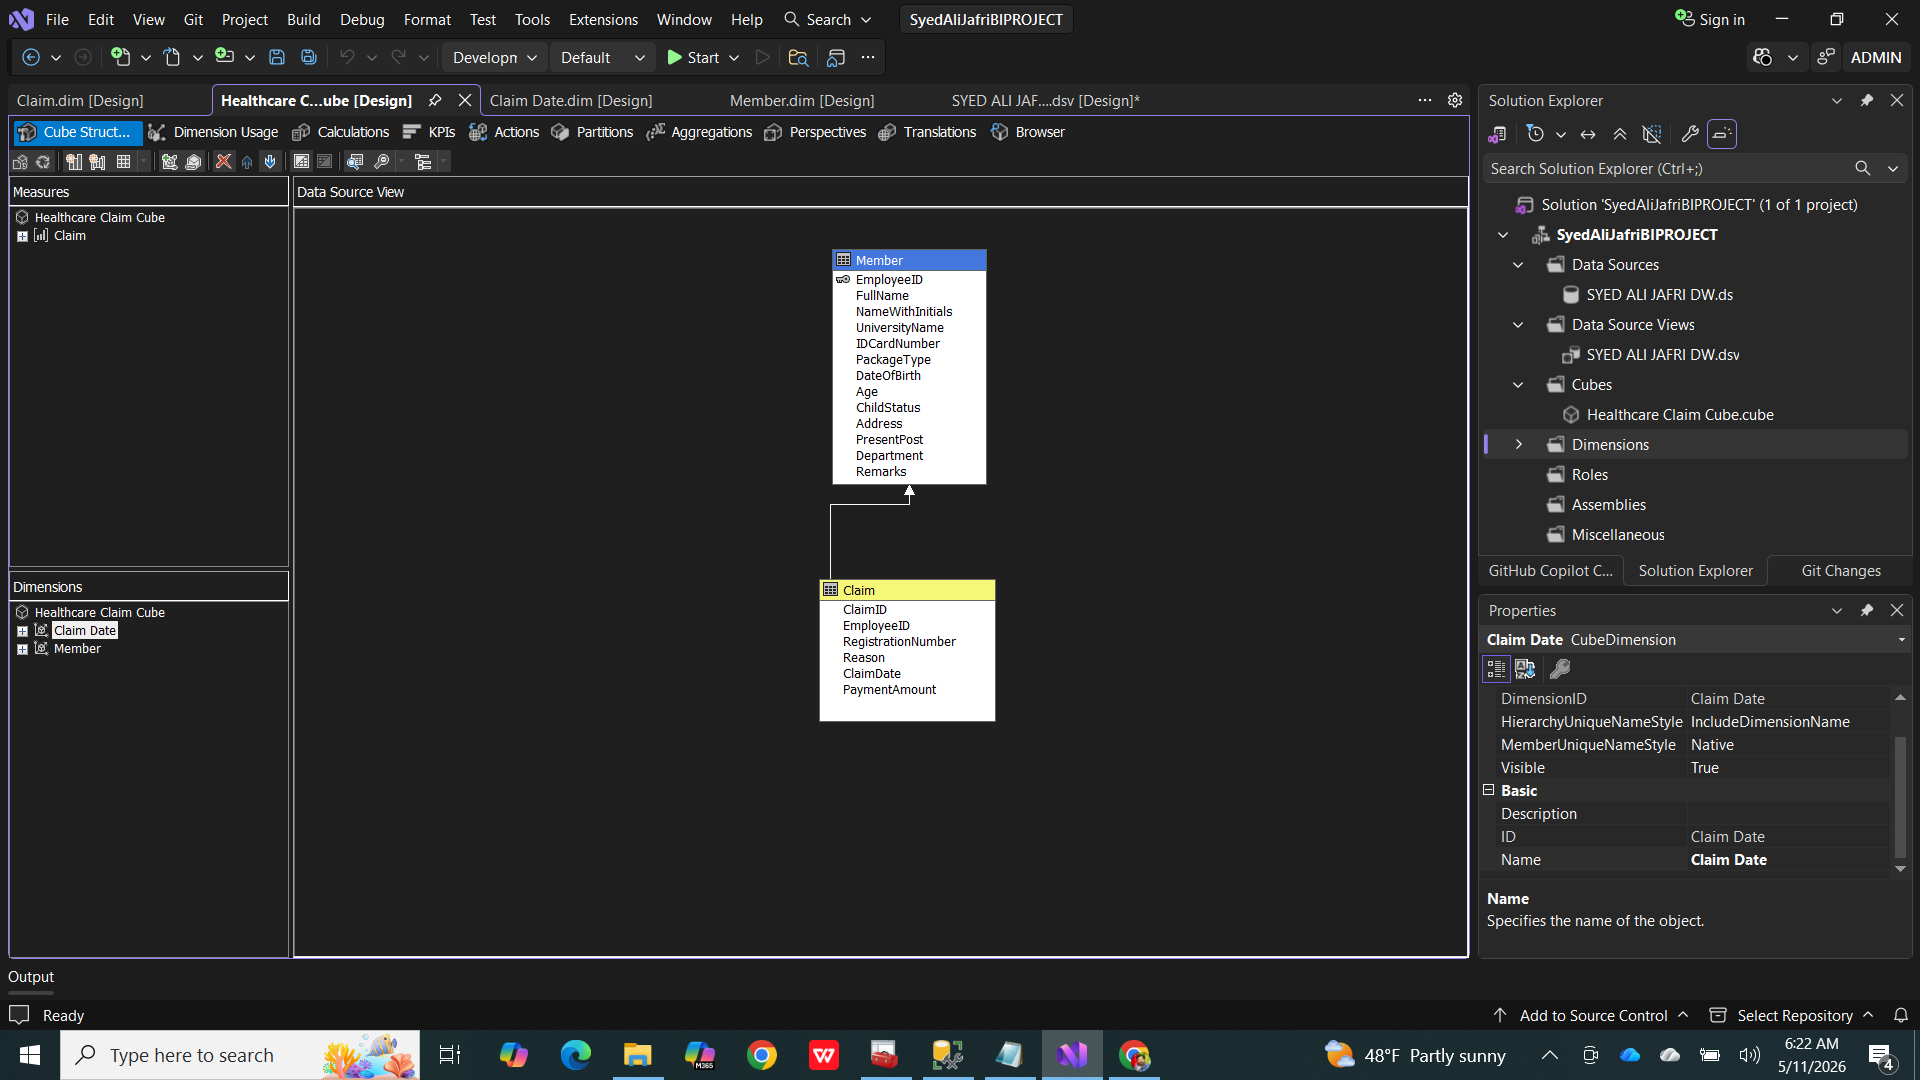 File Edit View Git Project Build Debug Format Test Tools Extensions Window Help Search SyedAliJafriBIPROJECT Sign in
Developn Default Start ADMIN
Claim.dim [Design] Healthcare C...ube [Design] Claim Date.dim [Design] Member.dim [Design] SYED ALI JAF....dsv [Design]*
Cube Struct... Dimension Usage Calculations KPIs Actions Partitions Aggregations Perspectives Translations Browser
Measures
Healthcare Claim Cube
Claim
Dimensions
Healthcare Claim Cube
Claim Date
Member
Data Source View
Member
EmployeeID
FullName
NameWithInitials
UniversityName
IDCardNumber
PackageType
DateOfBirth
Age
ChildStatus
Address
PresentPost
Department
Remarks
Claim
ClaimID
EmployeeID
RegistrationNumber
Reason
ClaimDate
PaymentAmount
Solution Explorer
Search Solution Explorer (Ctrl+;)
Solution 'SyedAliJafriBIPROJECT' (1 of 1 project)
SyedAliJafriBIPROJECT
Data Sources
SYED ALI JAFRI DW.ds
Data Source Views
SYED ALI JAFRI DW.dsv
Cubes
Healthcare Claim Cube.cube
Dimensions
Roles
Assemblies
Miscellaneous
GitHub Copilot C... Solution Explorer Git Changes
Properties
Claim Date CubeDimension
DimensionID Claim Date
HierarchyUniqueNameStyle IncludeDimensionName
MemberUniqueNameStyle Native
Visible True
Basic
Description
ID Claim Date
Name Claim Date
Name
Specifies the name of the object.
Output
Ready Add to Source Control Select Repository
Type here to search M365 W 48°F Partly sunny 6:22 AM
5/11/2026 4